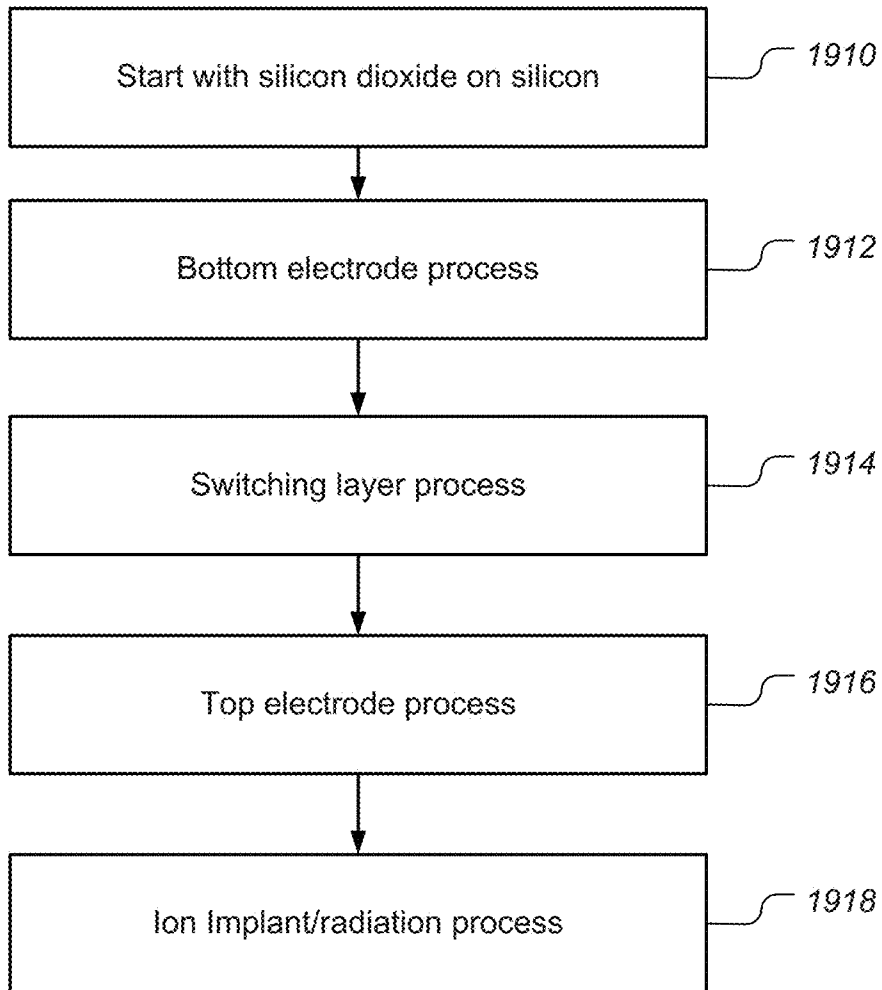 Start with silicon dioxide on silicon
1910
Bottom electrode process
1912
Switching layer process
1914
Top electrode process
1916
Ion Implant/radiation process
1918